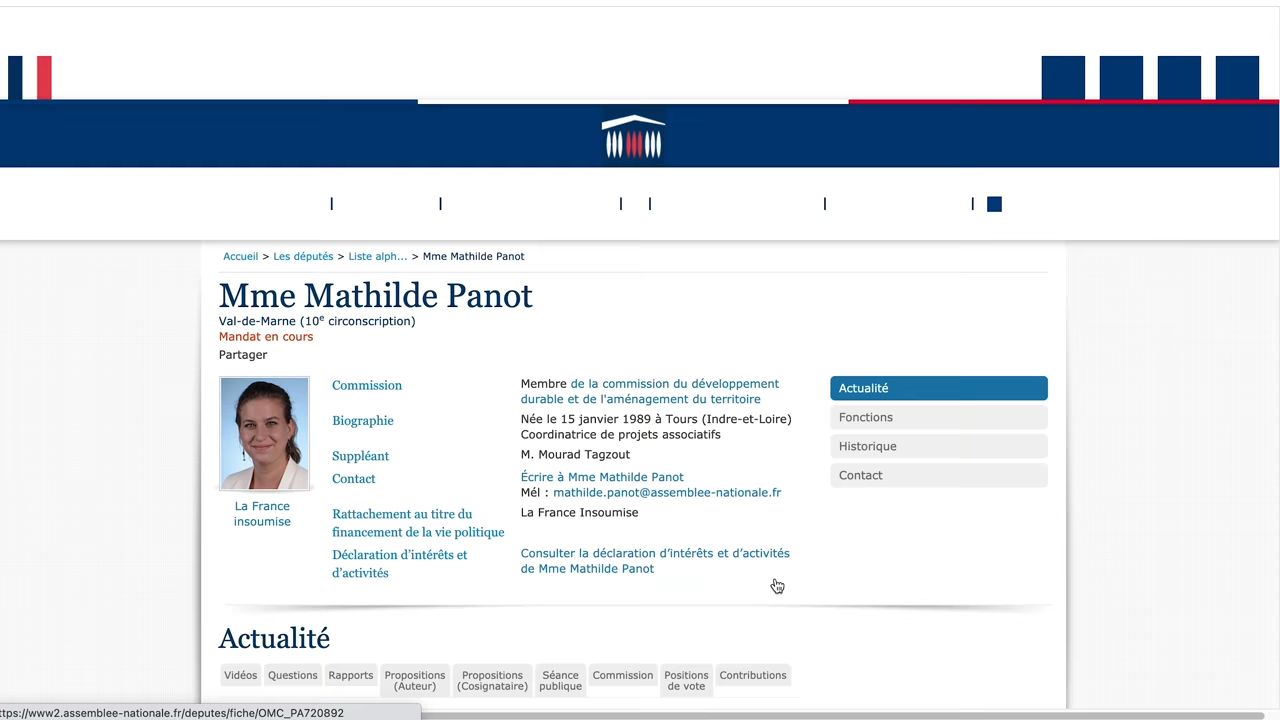 Accueil > Les députés > Liste alph... > Mme Mathilde Panot
Mme Mathilde Panot
Val-de-Marne (10e circonscription)
Mandat en cours
Partager
La France
insoumise
Commission
Membre de la commission du développement
durable et de l'aménagement du territoire
Biographie
Née le 15 janvier 1989 à Tours (Indre-et-Loire)
Coordinatrice de projets associatifs
Suppléant
M. Mourad Tagzout
Contact
Écrire à Mme Mathilde Panot
Mél : mathilde.panot@assemblee-nationale.fr
Rattachement au titre du
financement de la vie politique
La France Insoumise
Déclaration d’intérêts et
d’activités
Consulter la déclaration d’intérêts et d’activités
de Mme Mathilde Panot
Actualité
Fonctions
Historique
Contact
Actualité
Vidéos
Questions
Rapports
Propositions
(Auteur)
Propositions
(Cosignataire)
Séance
publique
Commission
Positions
de vote
Contributions
ttps://www2.assemblee-nationale.fr/deputes/fiche/OMC_PA720892